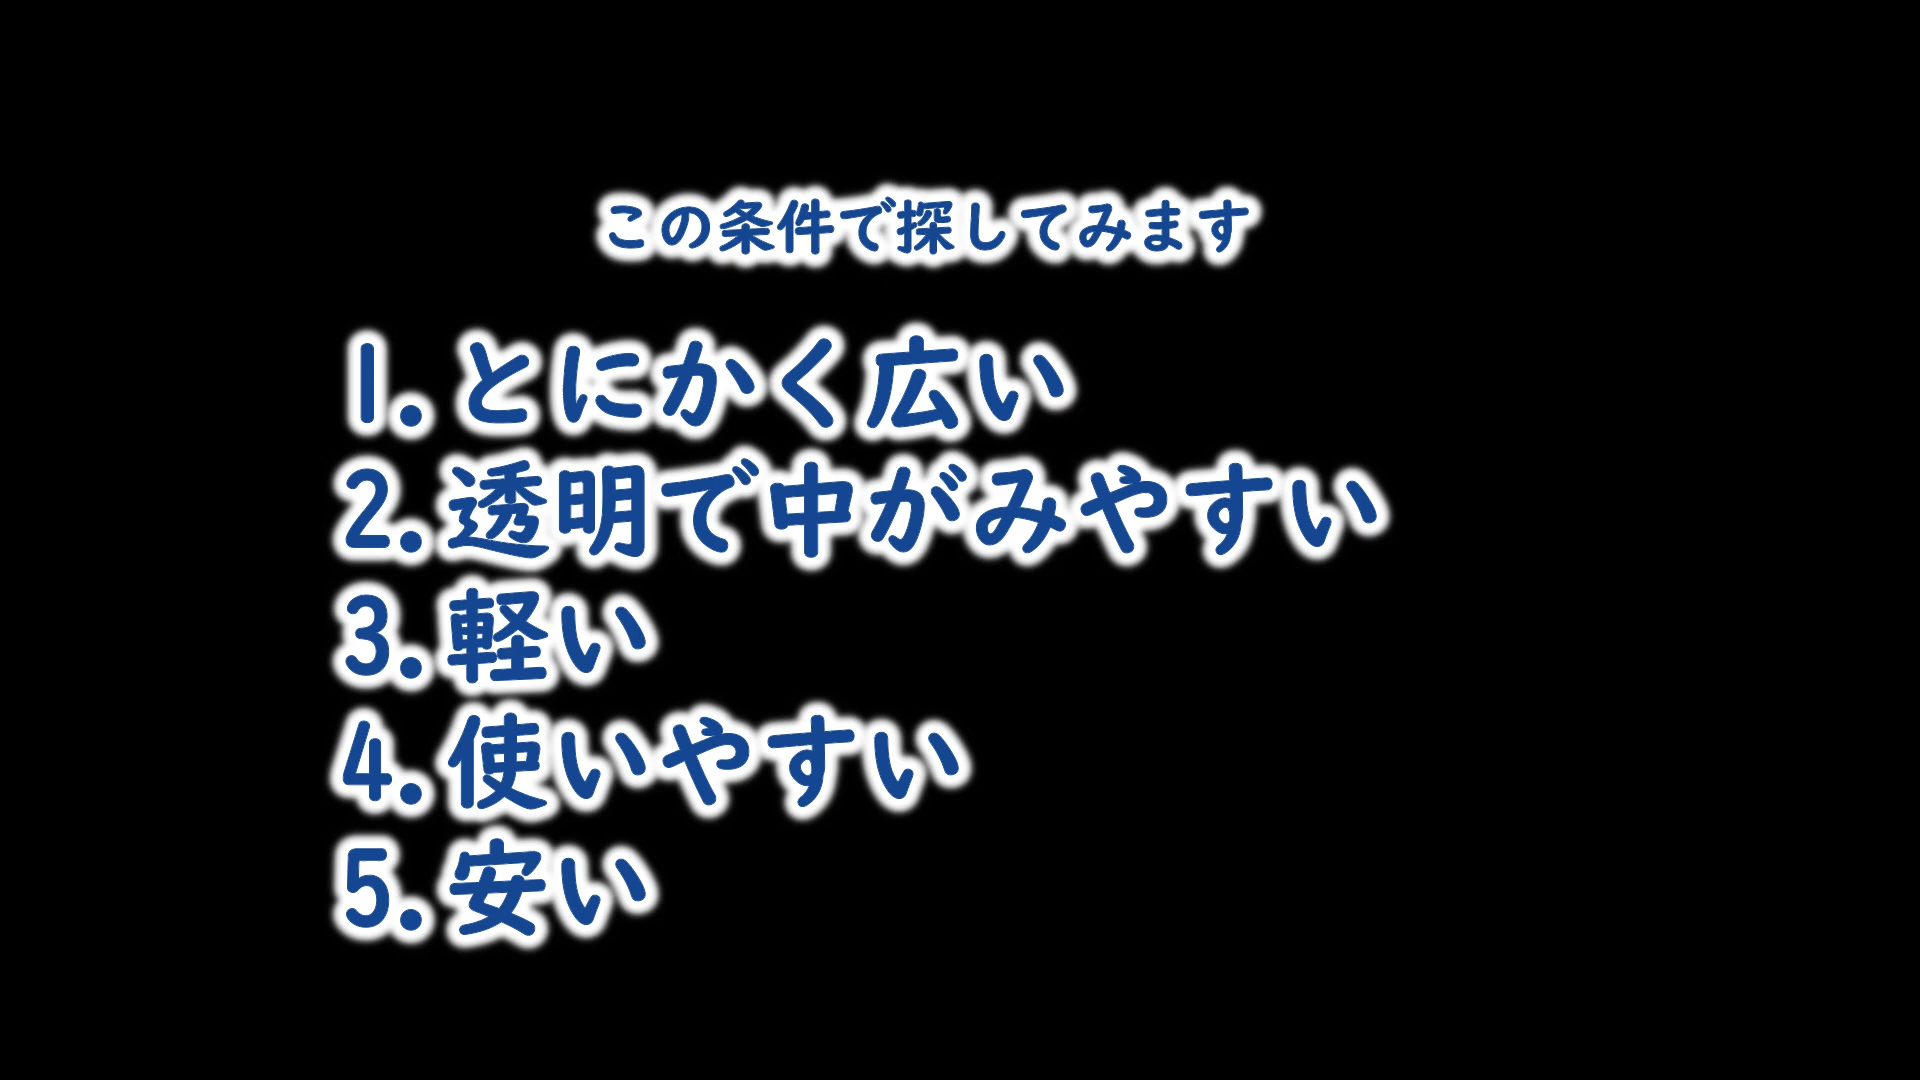 この条件で探してみます
1.とにかく広い
2.透明で中がみやすい
3.軽い
4.使いやすい
5.安い